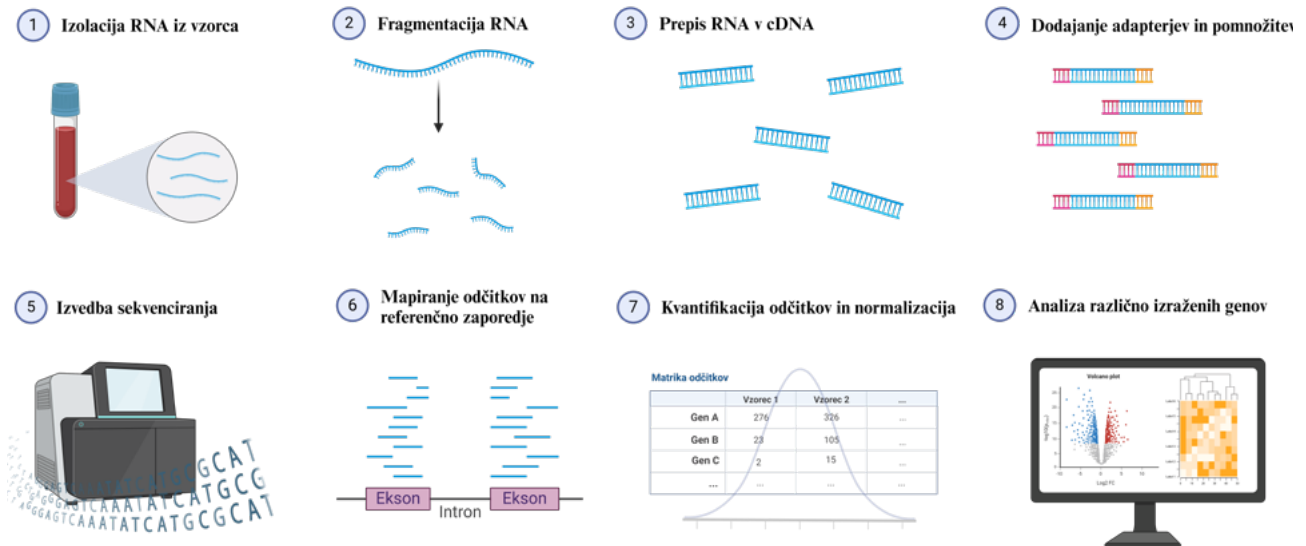 1 Izolacija RNA iz vzorca
2 Fragmentacija RNA
3 Prepis RNA v cDNA
4 Dodajanje adapterjev in pomnožitev
5 Izvedba sekvenciranja
6 Mapiranje odčitkov na
referenčno zaporedje
7 Kvantifikacija odčitkov in normalizacija
8 Analiza različno izraženih genov
GAGTCAAATATCATGCGCAT
Ekson
Intron
Ekson
Matrika odčitkov
Vzorec 1 Vzorec 2 ...
Gen A 276 326 ...
Gen B 23 105 ...
Gen C 2 15 ...
... ... ... ...
Volcano plot
Log2 FC